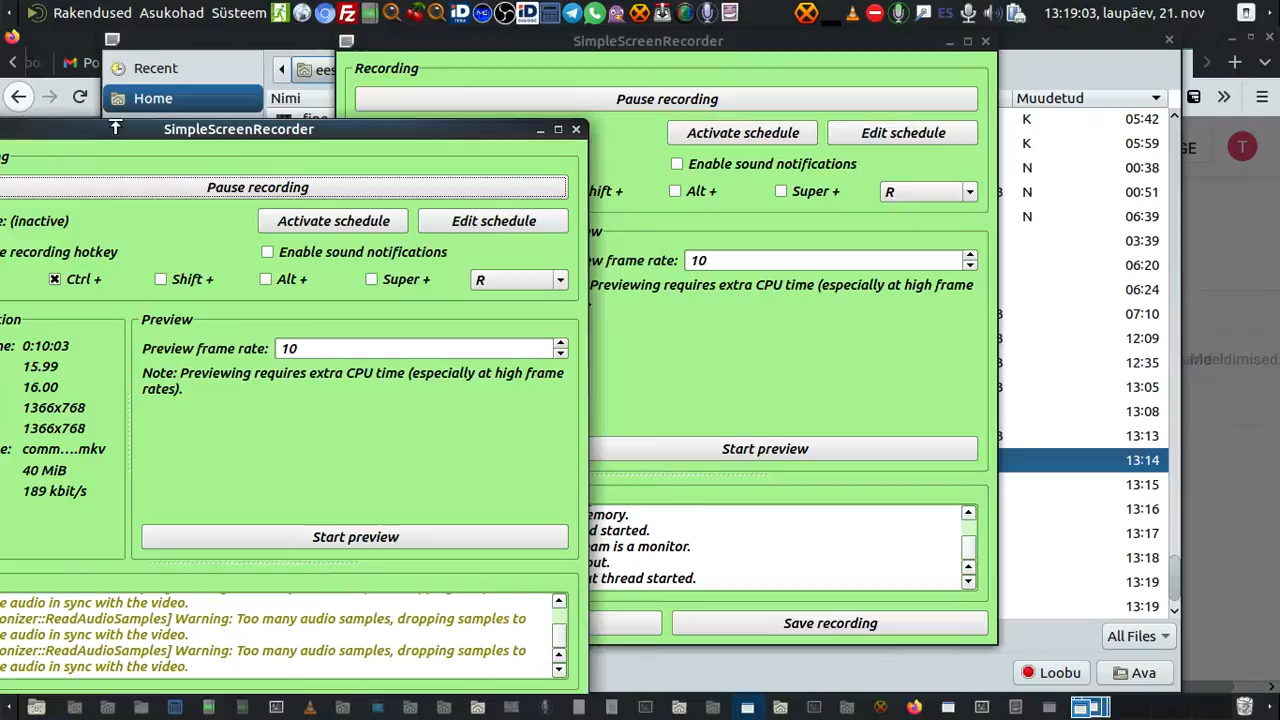 Rakendused Asukohad Süsteem
ES
13:19:03, laupäev, 21. nov
SimpleScreenRecorder
Recent
Home
Nimi
Recording
Pause recording
Activate schedule
Edit schedule
Enable sound notifications
Shift +
Alt +
Super +
R
Preview frame rate: 10
Previewing requires extra CPU time (especially at high frame
Start preview
emory.
d started.
eam is a monitor.
out.
t thread started.
Save recording
SimpleScreenRecorder
Pause recording
e: (inactive)
Activate schedule
Edit schedule
e recording hotkey
Enable sound notifications
Ctrl +
Shift +
Alt +
Super +
R
tion
me: 0:10:03
15.99
16.00
1366x768
1366x768
e: comm....mkv
40 MiB
189 kbit/s
Preview
Preview frame rate: 10
Note: Previewing requires extra CPU time (especially at high frame
rates).
Start preview
e audio in sync with the video.
onizer::ReadAudioSamples] Warning: Too many audio samples, dropping samples to
e audio in sync with the video.
onizer::ReadAudioSamples] Warning: Too many audio samples, dropping samples to
e audio in sync with the video.
Muudetud
K 05:42
K 05:59
N 00:38
N 00:51
N 06:39
03:39
06:20
06:24
07:10
12:09
12:35
13:05
13:08
13:13
13:14
13:15
13:16
13:17
13:18
13:19
13:19
All Files
Loobu
Ava
T